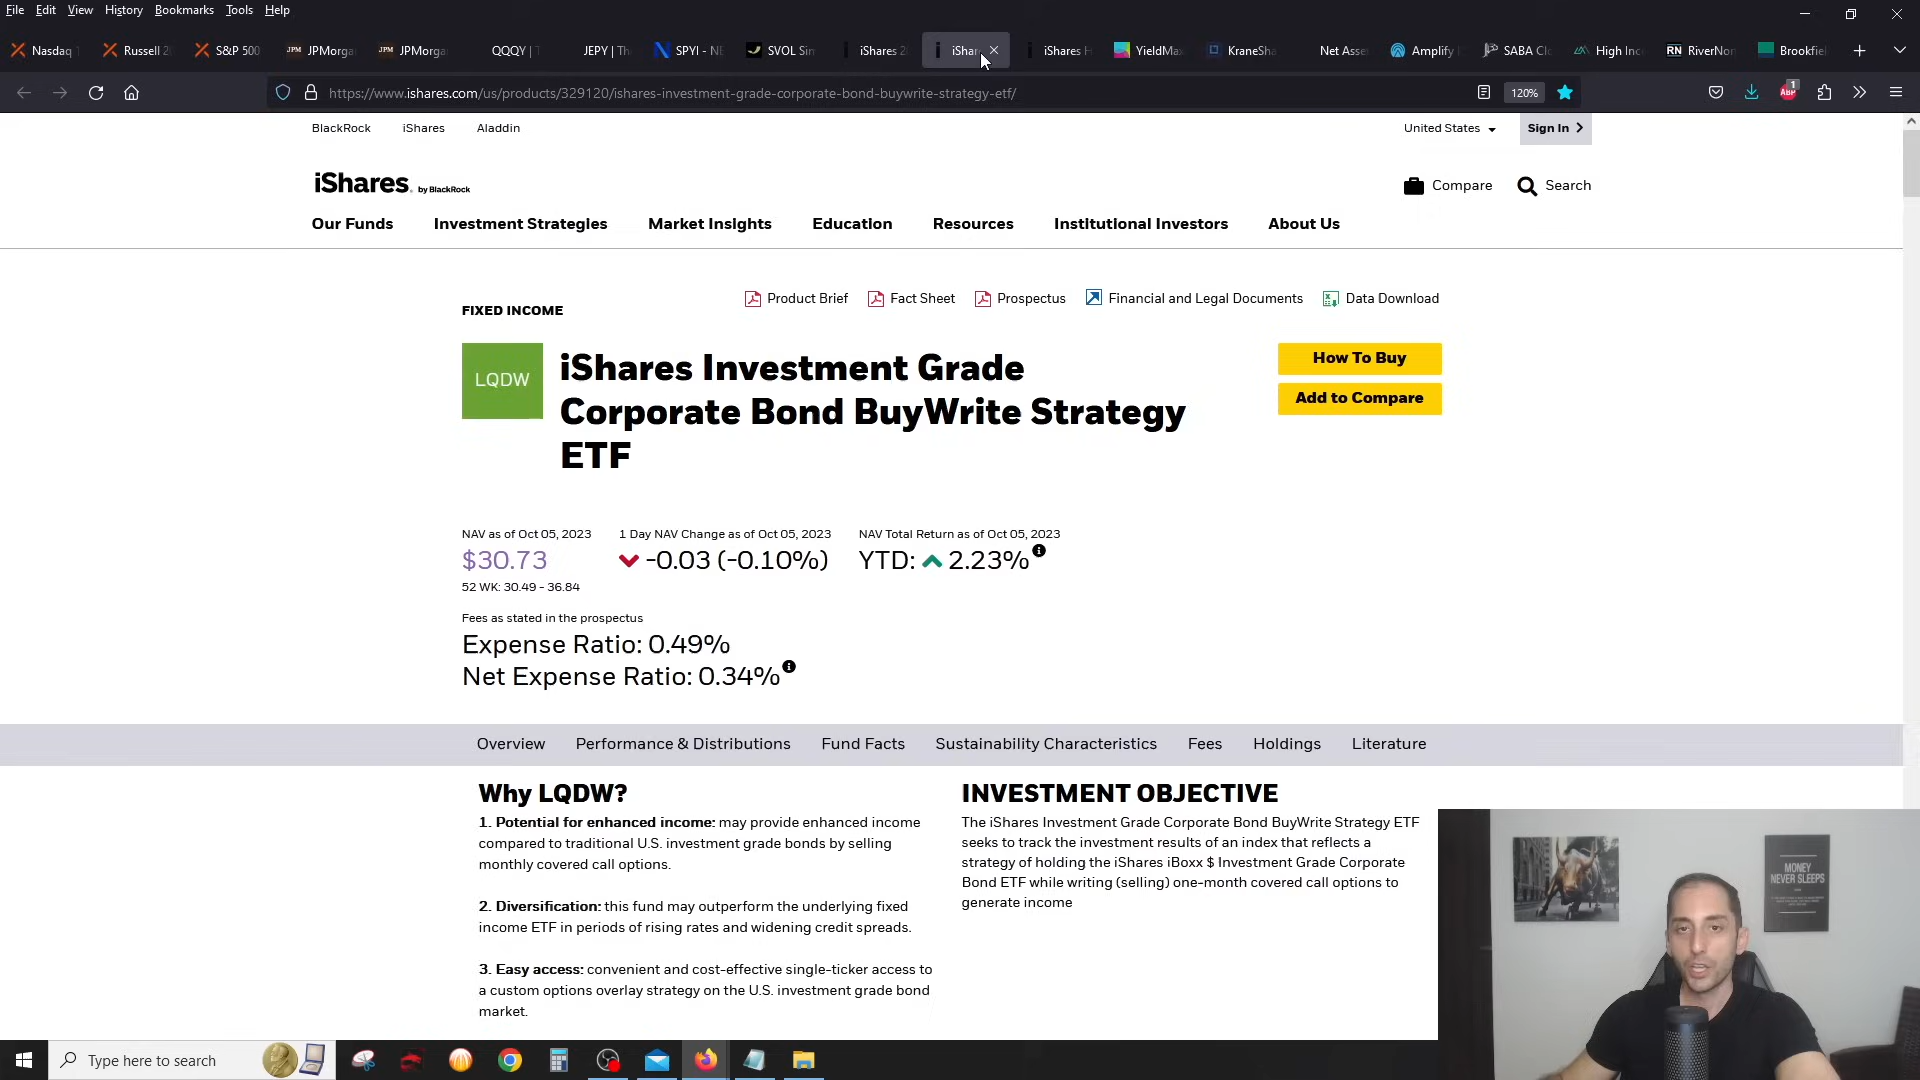 File Edit View History Bookmarks Tools Help
Nasdaq Russell 2 S&P 500 JPM JPMorga JPM JPMorga QQQY | T JEPY | Th SPYI - NE SVOL Sim iShares 2 iShar iShares H YieldMa KraneSha Net Asse Amplify SABA Cl High Inc RN RiverNor Brookfiel
https://www.ishares.com/us/products/329120/ishares-investment-grade-corporate-bond-buywrite-strategy-etf/ 120% ABP 1
BlackRock iShares Aladdin United States Sign In
iShares. by BlackRock Compare Search
Our Funds Investment Strategies Market Insights Education Resources Institutional Investors About Us
Product Brief Fact Sheet Prospectus Financial and Legal Documents Data Download
FIXED INCOME
LQDW
iShares Investment Grade
Corporate Bond BuyWrite Strategy
ETF
How To Buy
Add to Compare
NAV as of Oct 05, 2023 1 Day NAV Change as of Oct 05, 2023 NAV Total Return as of Oct 05, 2023
$30.73 -0.03 (-0.10%) YTD: 2.23%
52 WK: 30.49 - 36.84
Fees as stated in the prospectus
Expense Ratio: 0.49%
Net Expense Ratio: 0.34%
Overview Performance & Distributions Fund Facts Sustainability Characteristics Fees Holdings Literature
Why LQDW?
1. Potential for enhanced income: may provide enhanced income
compared to traditional U.S. investment grade bonds by selling
monthly covered call options.
2. Diversification: this fund may outperform the underlying fixed
income ETF in periods of rising rates and widening credit spreads.
3. Easy access: convenient and cost-effective single-ticker access to
a custom options overlay strategy on the U.S. investment grade bond
market.
INVESTMENT OBJECTIVE
The iShares Investment Grade Corporate Bond BuyWrite Strategy ETF
seeks to track the investment results of an index that reflects a
strategy of holding the iShares iBoxx $ Investment Grade Corporate
Bond ETF while writing (selling) one-month covered call options to
generate income
MONEY
NEVER SLEEPS
Type here to search